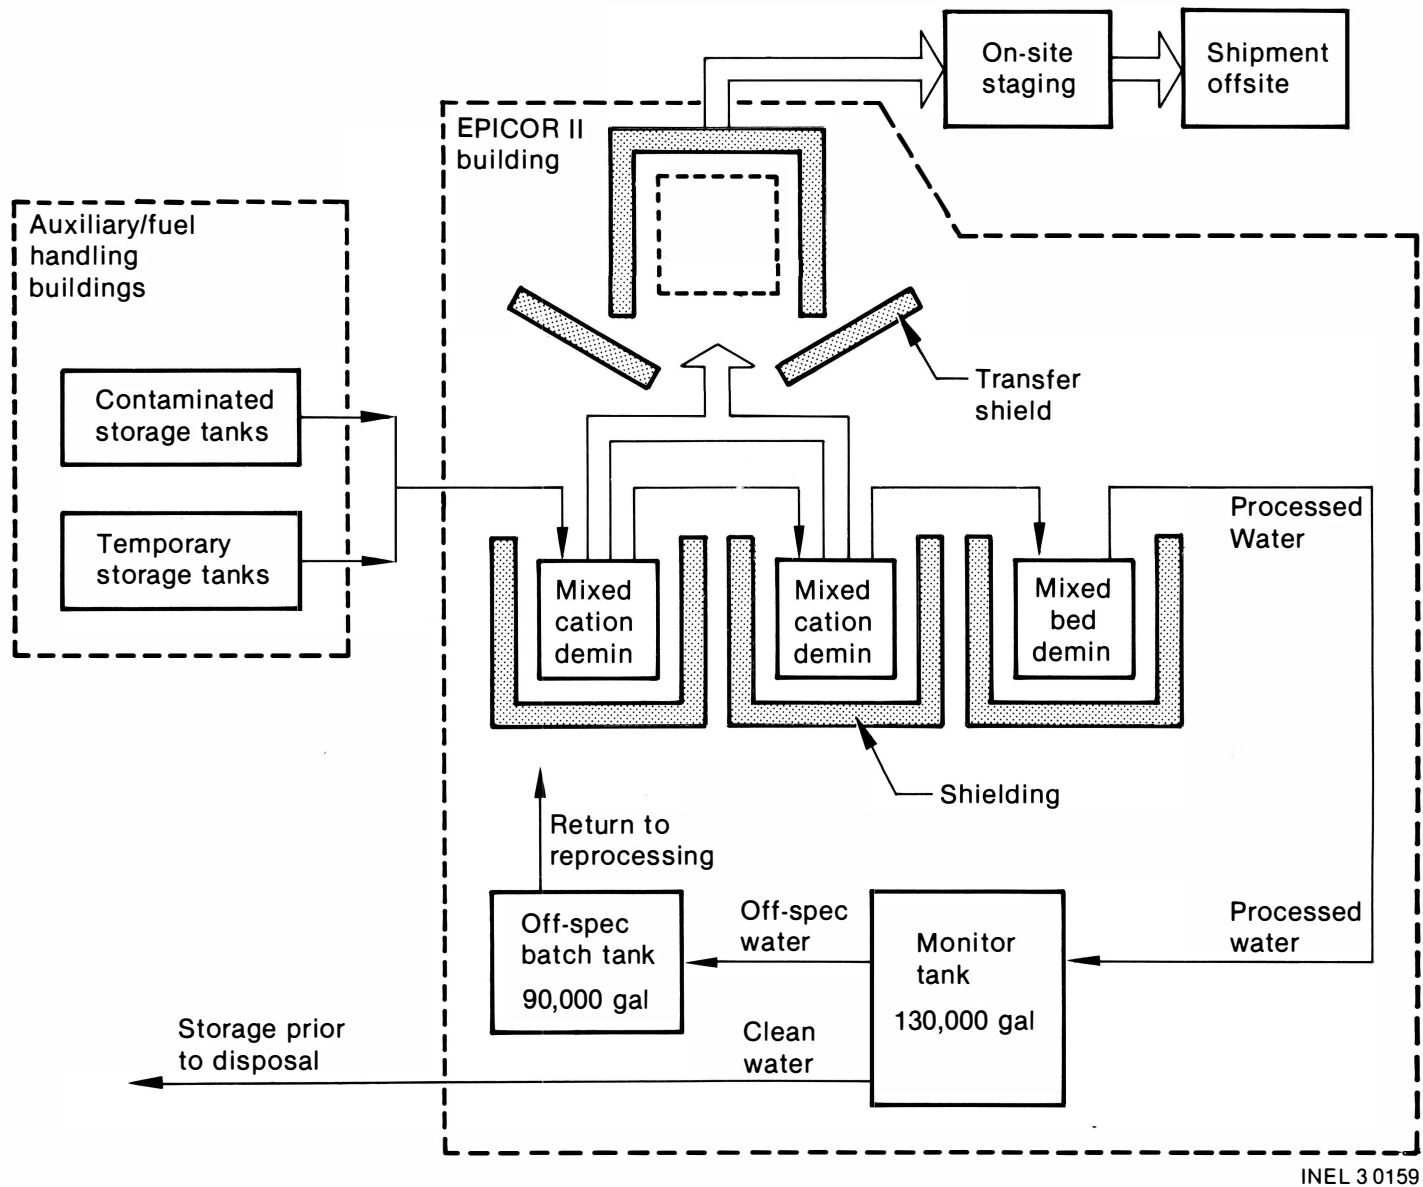 On-site
staging
Shipment
offsite
EPICOR II
building
Auxiliary/fuel
handling
buildings
Transfer
shield
Contaminated
storage tanks
Temporary
storage tanks
Processed
Water
Mixed
cation
demin
Mixed
cation
demin
Mixed
bed
demin
Shielding
Return to
reprocessing
Off-spec
batch tank
90,000 gal
Off-spec
water
Monitor
tank
130,000 gal
Processed
water
Clean
water
Storage prior
to disposal
INEL 3 0159